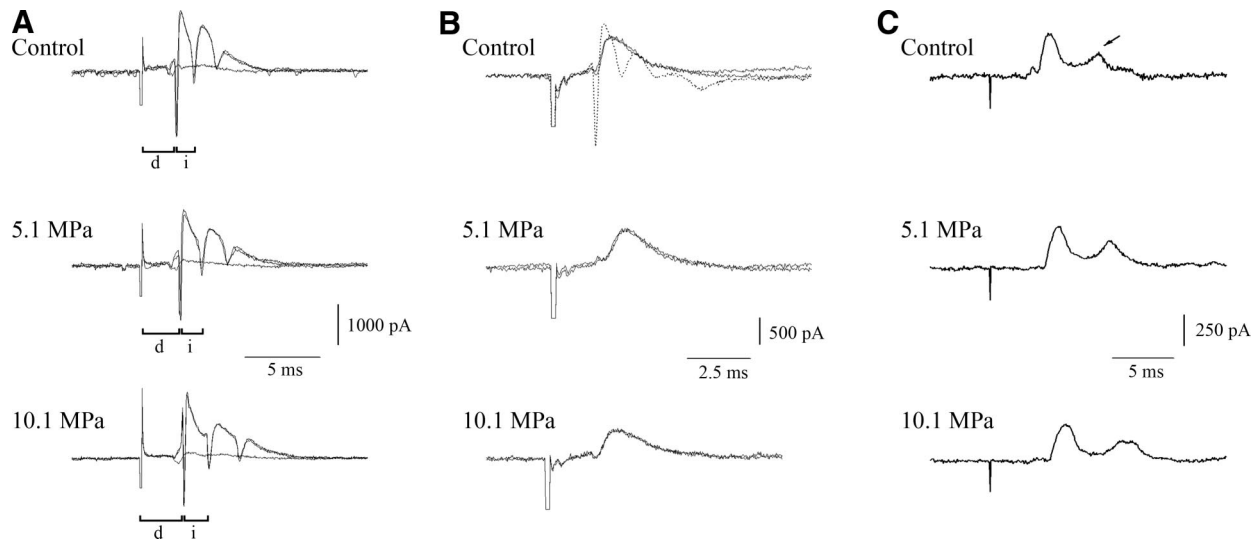 A
Control
d i
5.1 MPa
d i
1000 pA
5 ms
10.1 MPa
d i
B
Control
5.1 MPa
500 pA
2.5 ms
10.1 MPa
C
Control
5.1 MPa
250 pA
5 ms
10.1 MPa